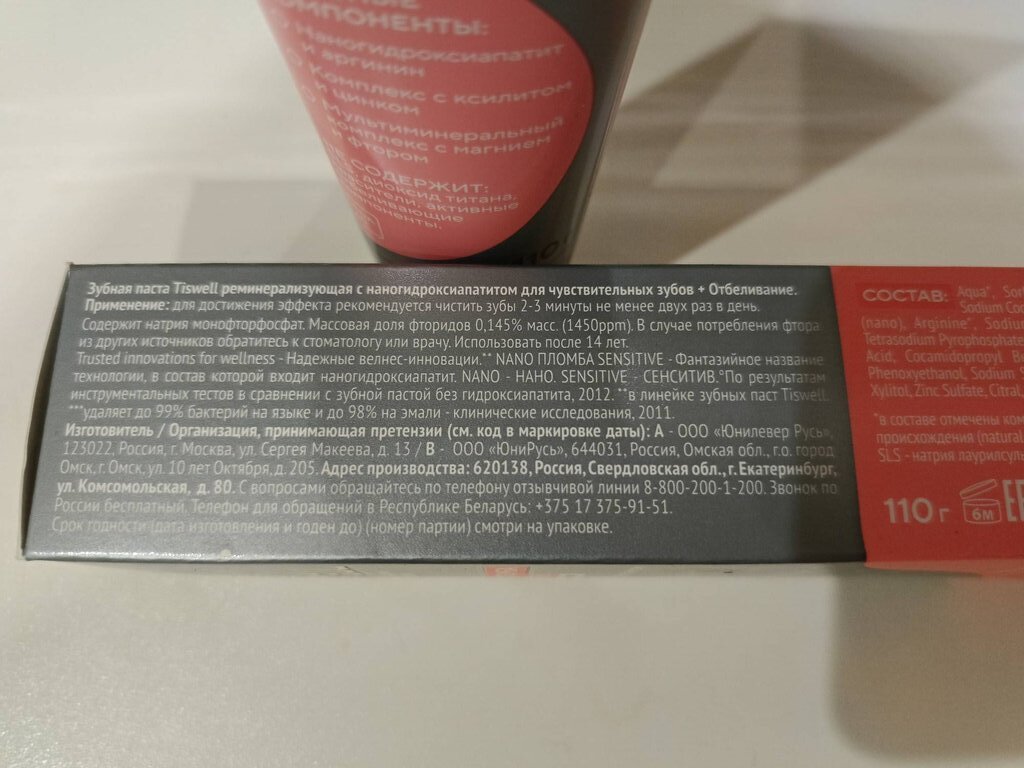 КОМПОНЕНТЫ:
Наногидроксиапатит
и аргинин
Комплекс с ксилитом
и цинком
Мультиминеральный
комплекс с магнием
и фтором
СОДЕРЖИТ:
диоксид титана,
активные
Зубная паста Tiswell реминерализующая с наногидроксиапатитом для чувствительных зубов + Отбеливание.
Применение: для достижения эффекта рекомендуется чистить зубы 2-3 минуты не менее двух раз в день.
Содержит натрия монофторфосфат. Массовая доля фторидов 0,145% масс. (1450ppm). В случае потребления фтора
из других источников обратитесь к стоматологу или врачу. Использовать после 14 лет.
Trusted innovations for wellness - Надежные велнес-инновации.** NANO ПЛОМБА SENSITIVE - Фантазийное название
технологии, в состав которой входит наногидроксиапатит. NANO - НАНО. SENSITIVE - СЕНСИТИВ.°По результатам
инструментальных тестов в сравнении с зубной пастой без гидроксиапатита, 2012. **в линейке зубных паст Tiswell.
***удаляет до 99% бактерий на языке и до 98% на эмали - клинические исследования, 2011.
Изготовитель / Организация, принимающая претензии (см. код в маркировке даты): А - ООО «Юнилевер Русь»,
123022, Россия, г. Москва, ул. Сергея Макеева, д. 13 / В - ООО «ЮниРусь», 644031, Россия, Омская обл., г.о. город
Омск, г. Омск, ул. 10 лет Октября, д. 205. Адрес производства: 620138, Россия, Свердловская обл., г. Екатеринбург,
ул. Комсомольская, д. 80. С вопросами обращайтесь по телефону отзывчивой линии 8-800-200-1-200. Звонок по
России бесплатный. Телефон для обращений в Республике Беларусь: +375 17 375-91-51.
Срок годности (дата изготовления и годен до) (номер партии) смотри на упаковке.
СОСТАВ: Aqua*,
Sodium
(nano), Arginine*,
Tetrasodium Pyrophosphate
Acid, Cocamidopropyl
Phenoxyethanol, Sodium
Xylitol, Zinc Sulfate, Citral,
*в составе отмечены
происхождения (natural
SLS - натрия
110 г
6м